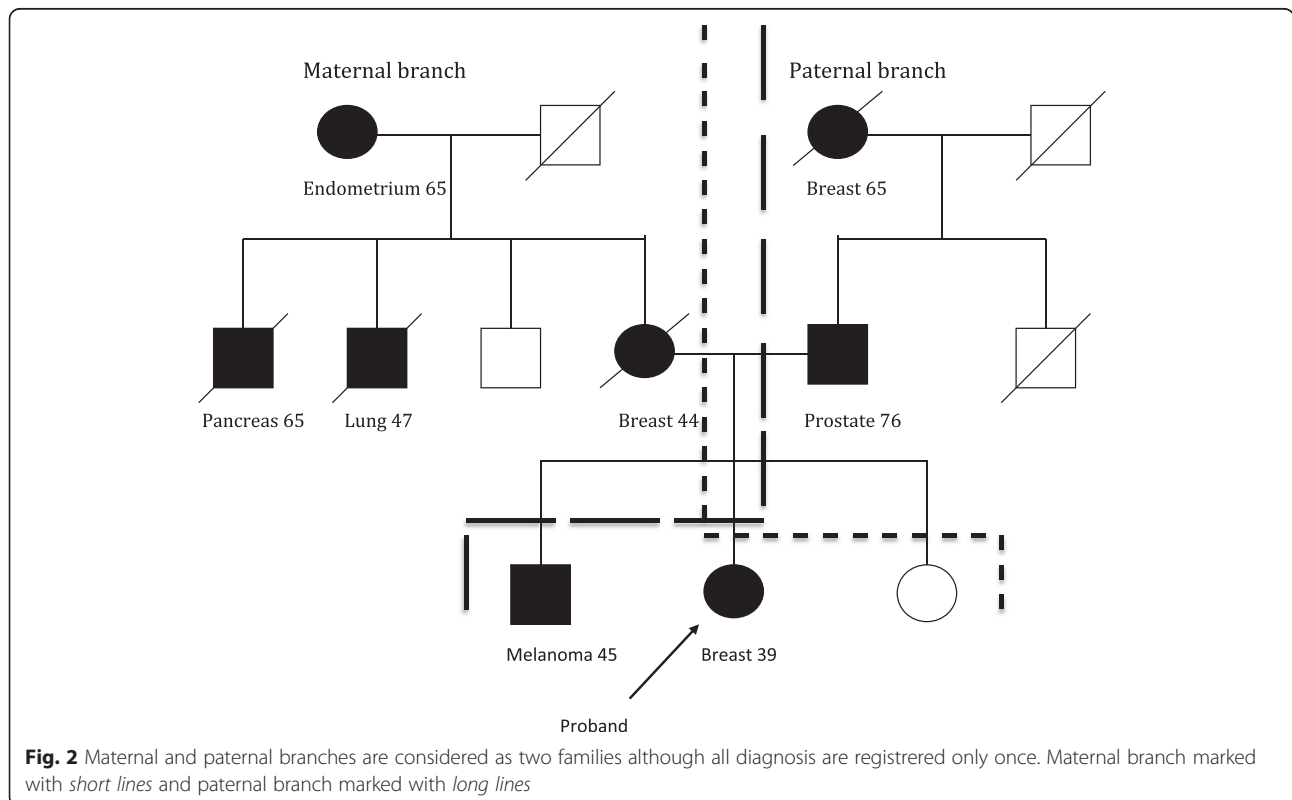 Maternal branch
Paternal branch
Endometrium 65
Breast 65
Pancreas 65
Lung 47
Breast 44
Prostate 76
Melanoma 45
Breast 39
Proband
Fig. 2 Maternal and paternal branches are considered as two families although all diagnosis are registrered only once. Maternal branch marked
with short lines and paternal branch marked with long lines